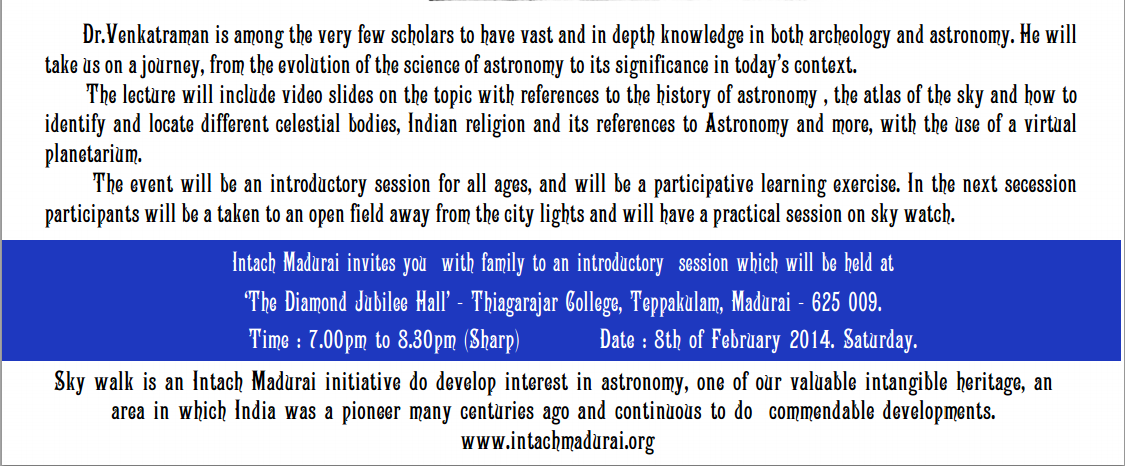 Dr.Venkatraman is among the very few scholars to have vast and in depth knowledge in both archeology and astronomy. He will
take us on a journey, from the evolution of the science of astronomy to its significance in today's context.
The lecture will include video slides on the topic with references to the history of astronomy , the atlas of the sky and how to
identify and locate different celestial bodies, Indian religion and its references to Astronomy and more, with the use of a virtual
planetarium.
The event will be an introductory session for all ages, and will be a participative learning exercise. In the next secession
participants will be a taken to an open field away from the city lights and will have a practical session on sky watch.
Intach Madurai invites you with family to an introductory session which will be held at
'The Diamond Jubilee Hall' - Thiagarajar College, Teppakulam, Madurai - 625 009.
Time : 7.00pm to 8.30pm (Sharp) Date : 8th of February 2014. Saturday.
Sky walk is an Intach Madurai initiative do develop interest in astronomy, one of our valuable intangible heritage, an
area in which India was a pioneer many centuries ago and continuous to do commendable developments.
www.intachmadurai.org